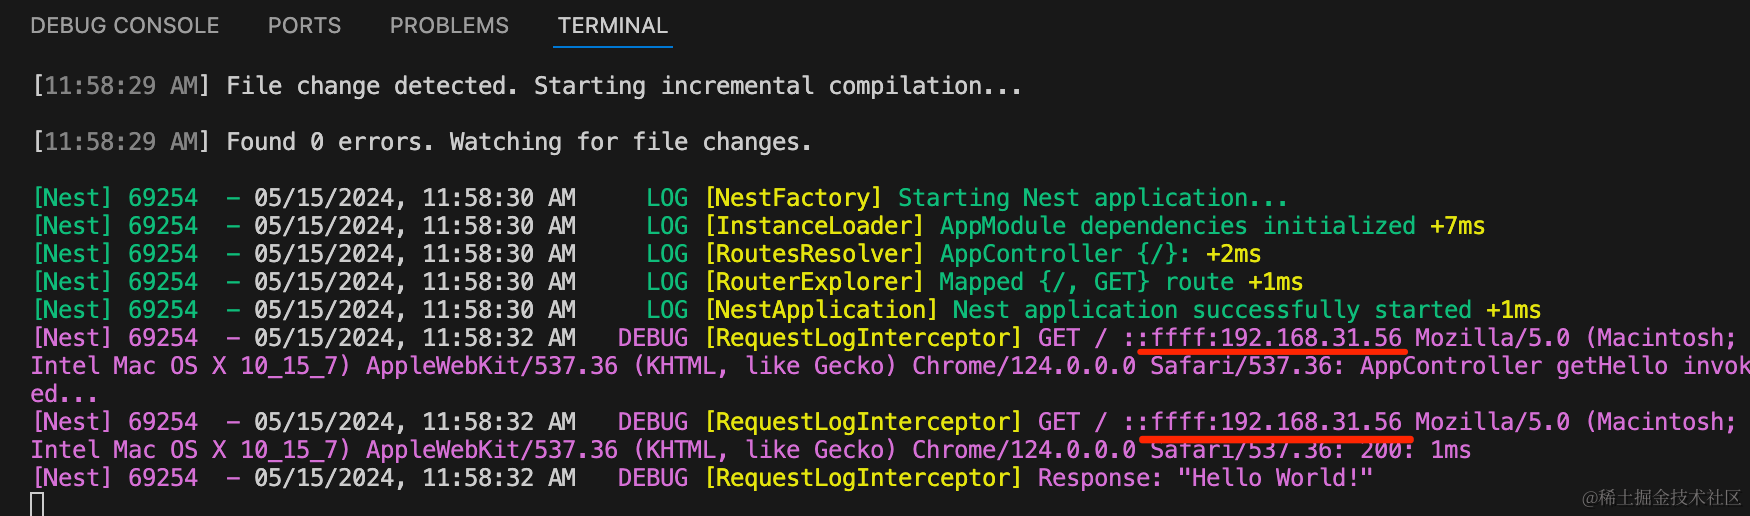 DEBUG CONSOLE PORTS PROBLEMS TERMINAL
[11:58:29 AM] File change detected. Starting incremental compilation...
[11:58:29 AM] Found 0 errors. Watching for file changes.
[Nest] 69254  - 05/15/2024, 11:58:30 AM     LOG [NestFactory] Starting Nest application...
[Nest] 69254  - 05/15/2024, 11:58:30 AM     LOG [InstanceLoader] AppModule dependencies initialized +7ms
[Nest] 69254  - 05/15/2024, 11:58:30 AM     LOG [RoutesResolver] AppController {/}: +2ms
[Nest] 69254  - 05/15/2024, 11:58:30 AM     LOG [RouterExplorer] Mapped {/, GET} route +1ms
[Nest] 69254  - 05/15/2024, 11:58:30 AM     LOG [NestApplication] Nest application successfully started +1ms
[Nest] 69254  - 05/15/2024, 11:58:32 AM   DEBUG [RequestLogInterceptor] GET / ::ffff:192.168.31.56 Mozilla/5.0 (Macintosh;
Intel Mac OS X 10_15_7) AppleWebKit/537.36 (KHTML, like Gecko) Chrome/124.0.0.0 Safari/537.36: AppController getHello invok
ed...
[Nest] 69254  - 05/15/2024, 11:58:32 AM   DEBUG [RequestLogInterceptor] GET / ::ffff:192.168.31.56 Mozilla/5.0 (Macintosh;
Intel Mac OS X 10_15_7) AppleWebKit/537.36 (KHTML, like Gecko) Chrome/124.0.0.0 Safari/537.36: 200: 1ms
[Nest] 69254  - 05/15/2024, 11:58:32 AM   DEBUG [RequestLogInterceptor] Response: "Hello World!"
@稀土掘金技术社区